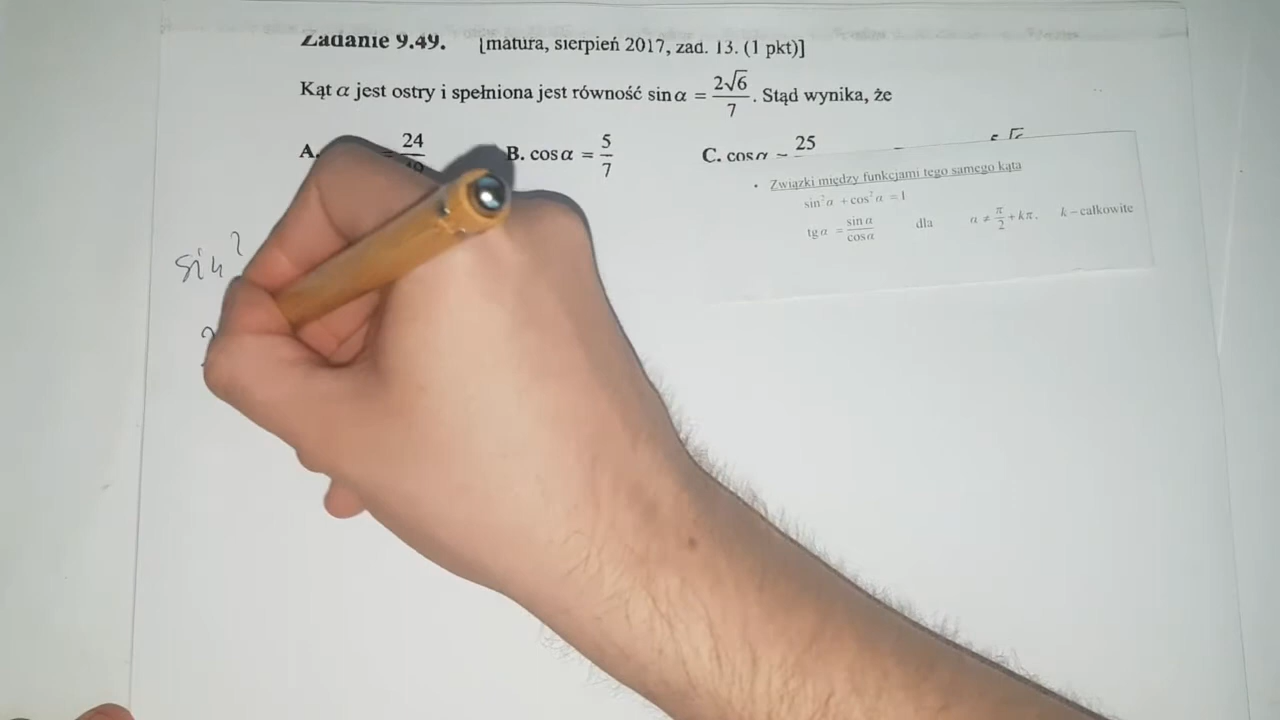 Zadanie 9.49. [matura, sierpień 2017, zad. 13. (1 pkt)]
Kąt α jest ostry i spełniona jest równość sin α = 2√6/7. Stąd wynika, że
A. = 24/49 B. cos α = 5/7 C. cos α = 25
• Związki między funkcjami tego samego kąta
sin²α + cos²α = 1
tg α = sin α/cos α dla α ≠ π/2 + kπ, k – całkowite
sin²